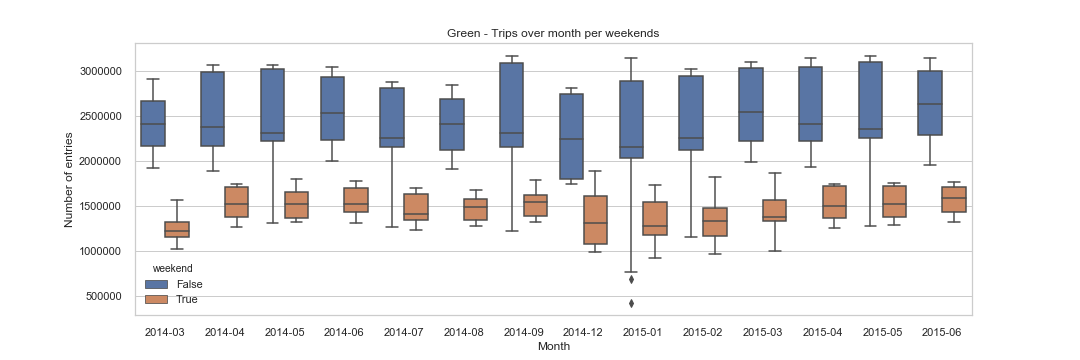 Green - Trips over month per weekends
Number of entries
3000000
2500000
2000000
1500000
1000000
500000
weekend
False
True
2014-03 2014-04 2014-05 2014-06 2014-07 2014-08 2014-09 2014-12 2015-01 2015-02 2015-03 2015-04 2015-05 2015-06
Month